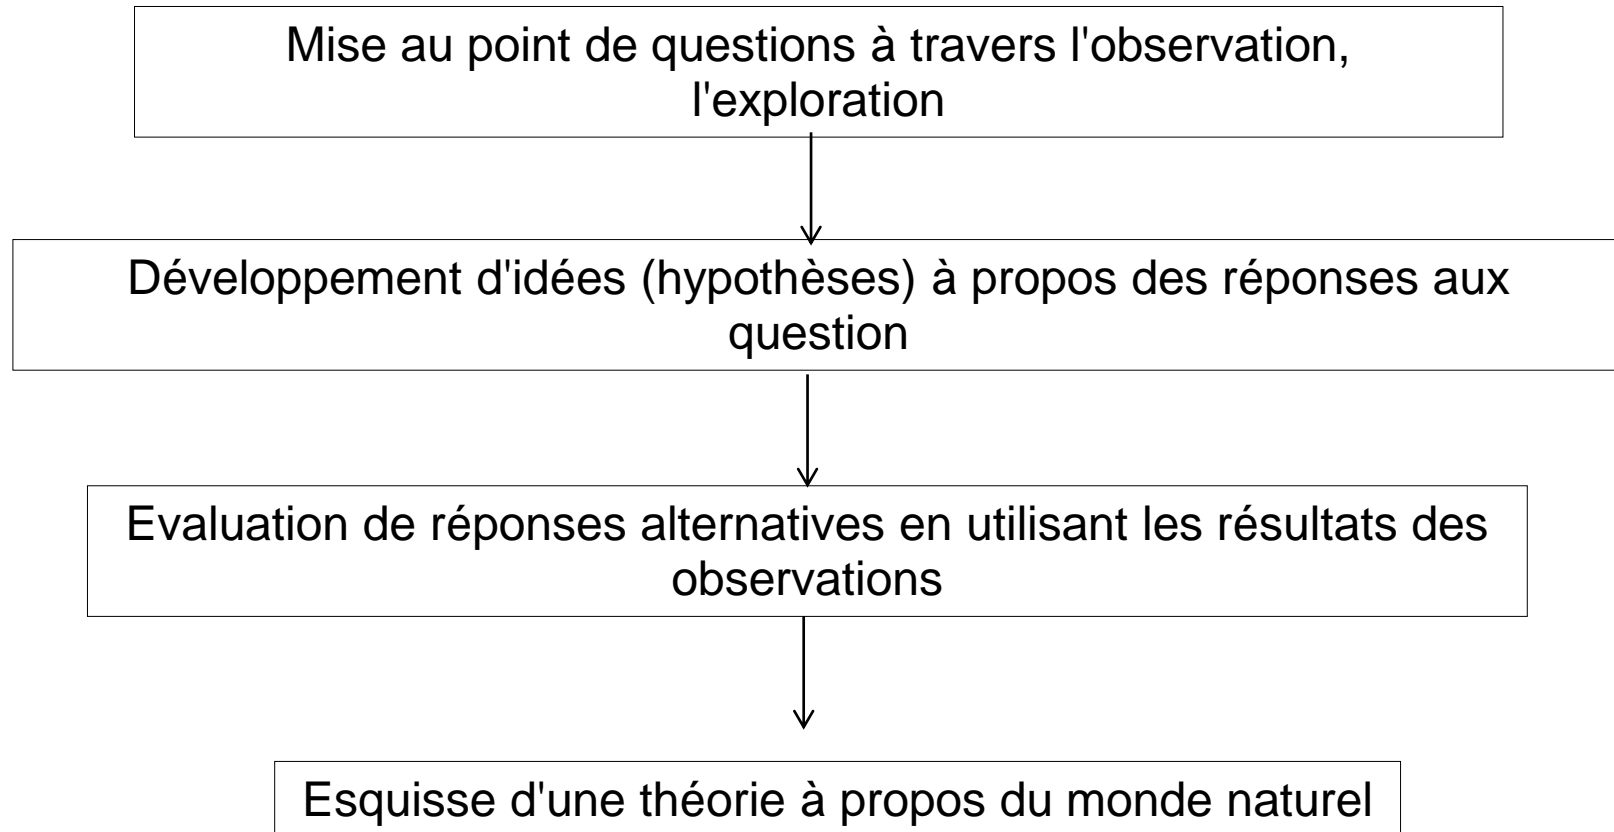 Mise au point de questions à travers l'observation,
l'exploration
Développement d'idées (hypothèses) à propos des réponses aux
question
Evaluation de réponses alternatives en utilisant les résultats des
observations
Esquisse d'une théorie à propos du monde naturel